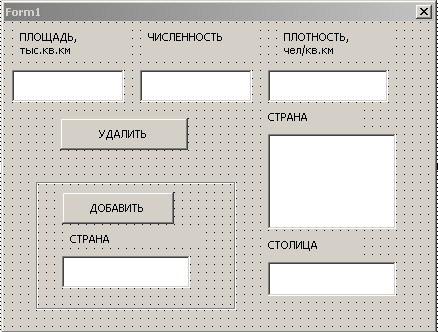 Form1
ПЛОЩАДЬ,
тыс.кв.км
ЧИСЛЕННОСТЬ
ПЛОТНОСТЬ,
чел/кв.км
УДАЛИТЬ
СТРАНА
ДОБАВИТЬ
СТРАНА
СТОЛИЦА